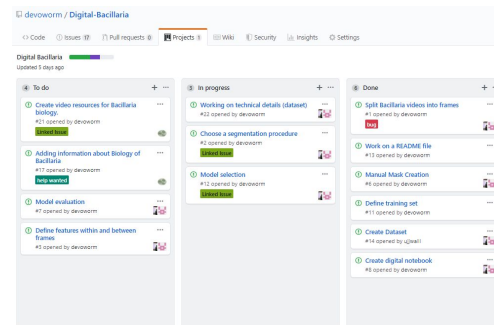 devoworm / Digital-Bacillaria
Code
Issues 17
Pull requests 0
Projects 1
Wiki
Security
Insights
Settings
Digital Bacillaria
Updated 5 days ago
4 To do
Create video resources for Bacillaria
biology.
#21 opened by devoworm
Linked issue
Adding information about Biology of
Bacillaria
#17 opened by devoworm
help wanted
Model evaluation
#7 opened by devoworm
Define features within and between
frames
#3 opened by devoworm
In progress
Working on technical details (dataset)
#22 opened by devoworm
Choose a segmentation procedure
#2 opened by devoworm
Linked issue
Model selection
#12 opened by devoworm
Linked issue
6 Done
Split Bacillaria videos into frames
#1 opened by devoworm
bug
Work on a README file
#13 opened by devoworm
Manual Mask Creation
#6 opened by devoworm
Define training set
#11 opened by devoworm
Create Dataset
#14 opened by
Create digital notebook
#8 opened by devoworm